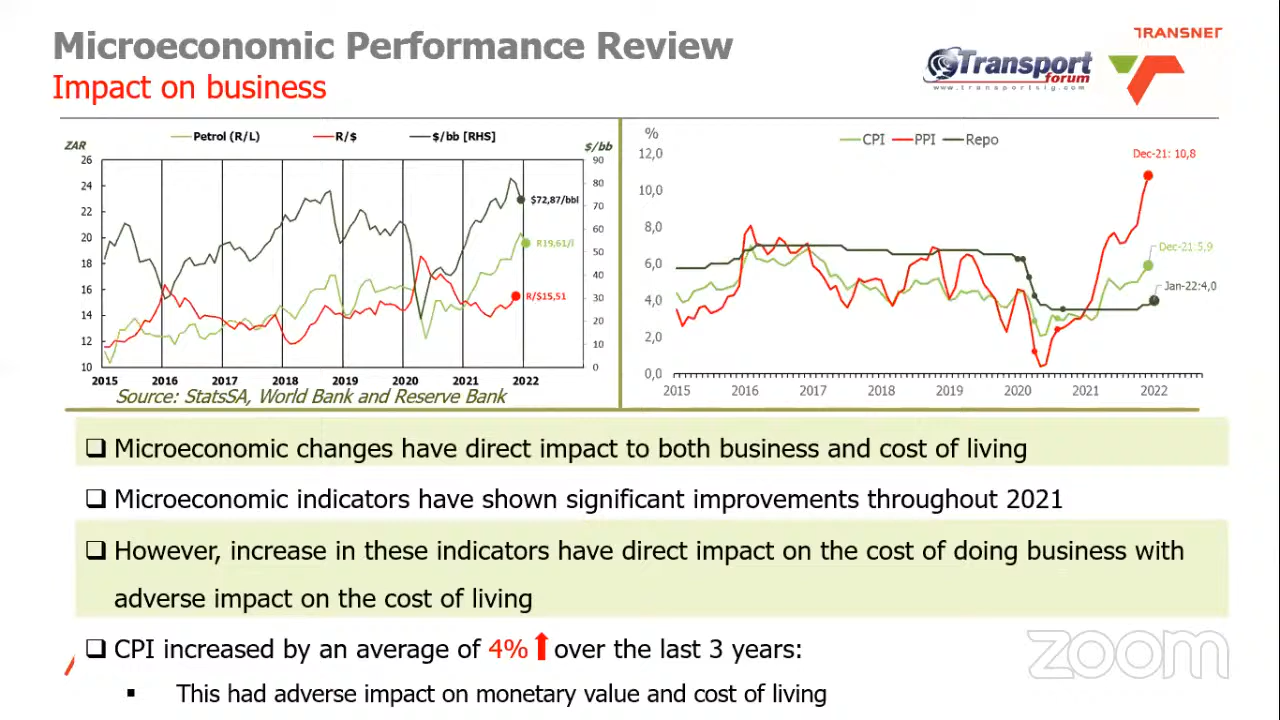 Microeconomic Performance Review
Impact on business
TRANSNET
Transport
forum
www.transportsig.com
Petrol (R/L) R/$ $/bb [RHS]
ZAR $/bb
26 90
24 80
22 70
20 60
50
18 40
16 30
14 20
12 10
10 0
$72,87/bbl
R19,61/l
R/$15,51
2015 2016 2017 2018 2019 2020 2021 2022
Source: StatsSA, World Bank and Reserve Bank
%
CPI PPI Repo
12,0
10,0
8,0
6,0
4,0
2,0
0,0
Dec-21: 10,8
Dec-21:5,9
Jan-22:4,0
2015 2016 2017 2018 2019 2020 2021 2022
❑ Microeconomic changes have direct impact to both business and cost of living
❑ Microeconomic indicators have shown significant improvements throughout 2021
❑ However, increase in these indicators have direct impact on the cost of doing business with
adverse impact on the cost of living
❑ CPI increased by an average of 4% ⬆ over the last 3 years:
▪ This had adverse impact on monetary value and cost of living
zoom